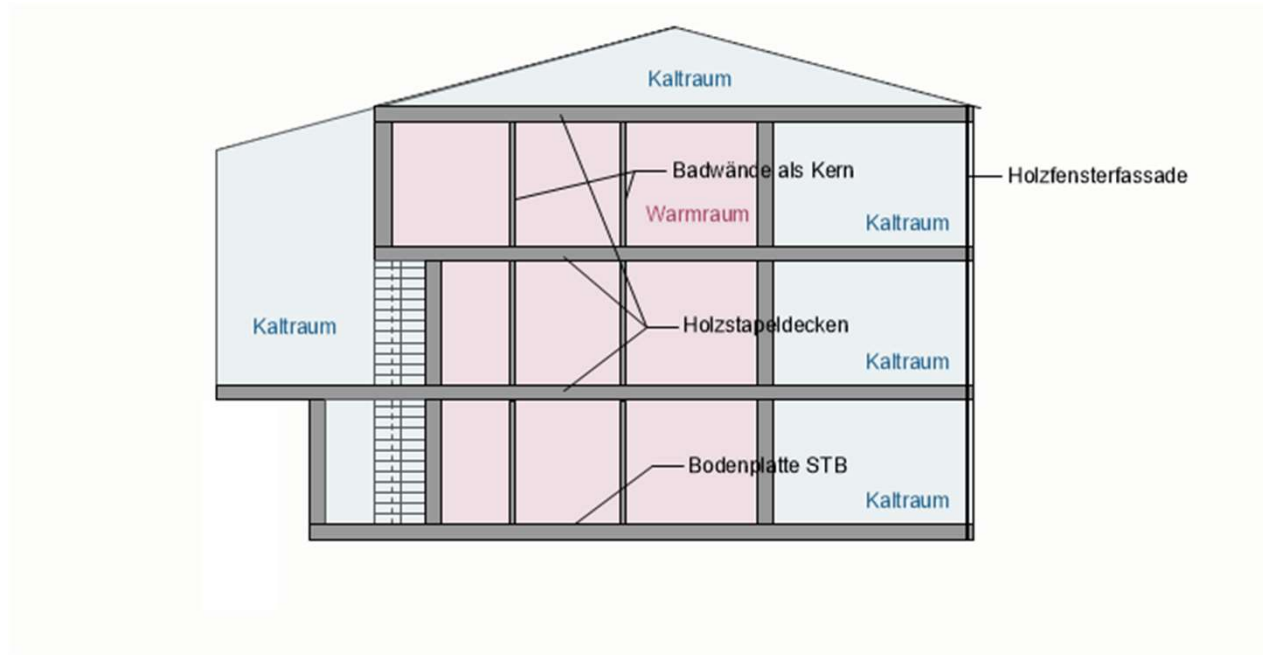 Kaltraum
Badwände als Kern
Holzfensterfassade
Warmraum
Kaltraum
Kaltraum
Holzstapeldecken
Kaltraum
Bodenplatte STB
Kaltraum